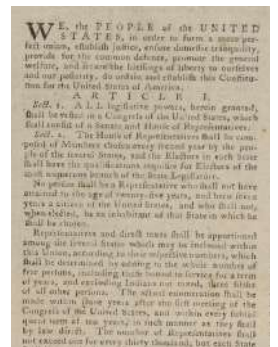 WE, the PEOPLE of the UNITED
STATES, in order to form a more per-
fect union, establish justice, ensure domestic tranquility,
provide for the common defence, promote the general
welfare, and secure the blessings of liberty to ourselves
and our posterity, do ordain and establish this Constitu-
tion for the United States of America.
ARTICLE I.
Sect. 1. ALL legislative powers, herein granted,
shall be vested in a Congress of the United States, which
shall consist of a Senate and House of Representatives.
Sect. 2. The House of Representatives shall be com-
posed of Members chosen every second year by the peo-
ple of the several States, and the Electors in each State
shall have the qualifications requisite for Electors of the
most numerous branch of the State Legislature.
No person shall be a Representative who shall not have
attained to the age of twenty-five years, and been seven
years a citizen of the United States, and who shall not,
when elected, be an inhabitant of that State in which he
shall be chosen.
Representatives and direct taxes shall be apportioned
among the several States which may be included within
this Union, according to their respective numbers, which
shall be determined by adding to the whole number of
free persons, including those bound to service for a term
of years, and excluding Indians not taxed, three fifths
of all other persons. The actual enumeration shall be
made within three years after the first meeting of the
Congress of the United States, and within every subse-
quent term of ten years, in such manner as they shall
by law direct. The number of Representatives shall
not exceed one for every thirty thousand, but each State